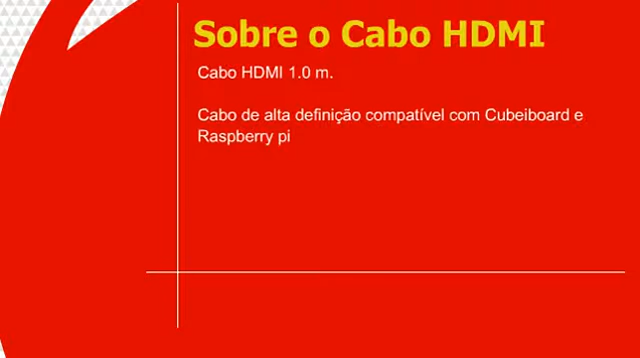 Sobre o Cabo HDMI
Cabo HDMI 1.0 m.
Cabo de alta definição compatível com Cubeiboard e
Raspberry pi